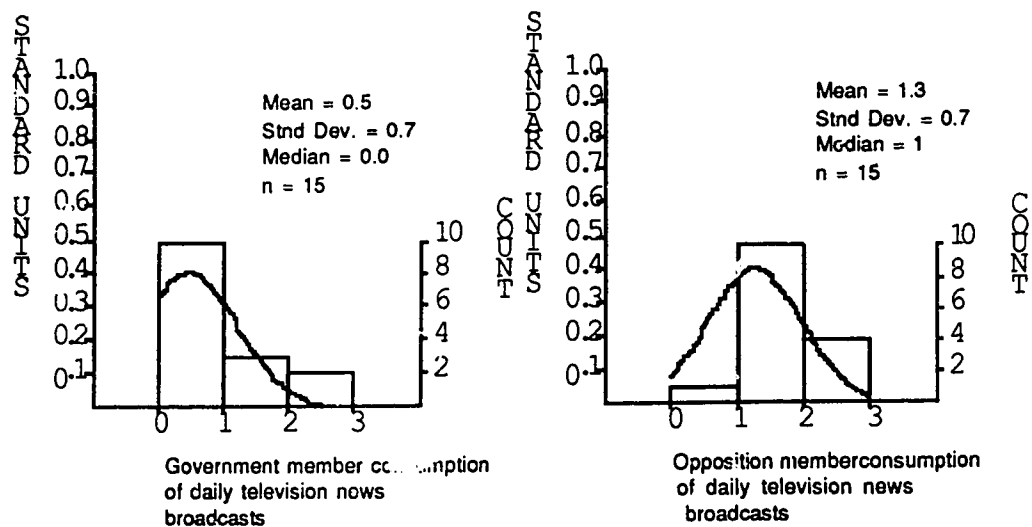 STANDARD UNITS
1.0
0.9
0.8
0.7
0.6
0.5
0.4
0.3
0.2
0.1
Mean = 0.5
Stnd Dev. = 0.7
Median = 0.0
n = 15
COUNT
10
8
6
4
2
0 1 2 3
Government member
of daily television nows
broadcasts
STANDARD UNITS
1.0
0.9
0.8
0.7
0.6
0.5
0.4
0.3
0.2
0.1
Mean = 1.3
Stnd Dev. = 0.7
Median = 1
n = 15
COUNT
10
8
6
4
2
0 1 2 3
Opposition memberconsumption
of daily television news
broadcasts